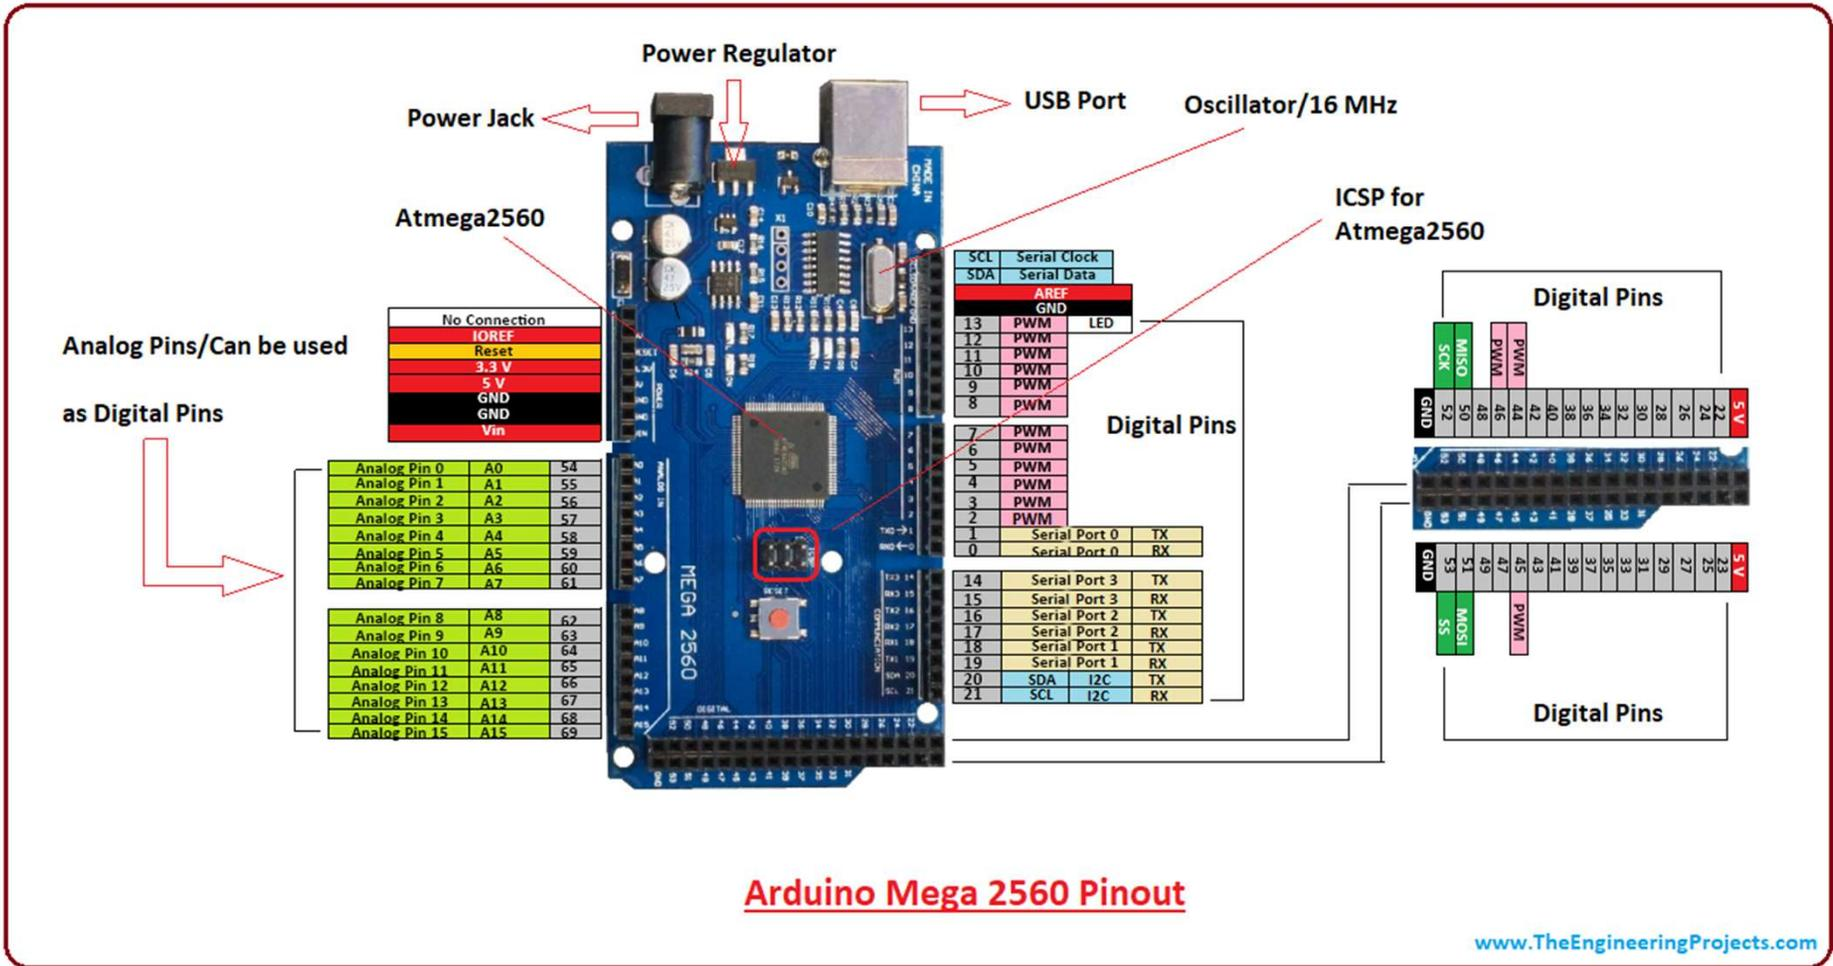 Power Regulator
Power Jack
USB Port
Oscillator/16 MHz
Atmega2560
ICSP for
Atmega2560
MADE IN
CHINA
X1
SCL Serial Clock
SDA Serial Data
AREF
GND
13 PWM LED
12 PWM
11 PWM
10 PWM
9 PWM
8 PWM
7 PWM
6 PWM
5 PWM
4 PWM
3 PWM
2 PWM
1 Serial Port 0 TX
0 Serial Port 0 RX
14 Serial Port 3 TX
15 Serial Port 3 RX
16 Serial Port 2 TX
17 Serial Port 2 RX
18 Serial Port 1 TX
19 Serial Port 1 RX
20 SDA I2C TX
21 SCL I2C RX
Digital Pins
No Connection
IOREF
Reset
3.3 V
5 V
GND
GND
Vin
Analog Pins/Can be used
as Digital Pins
Analog Pin 0 A0 54
Analog Pin 1 A1 55
Analog Pin 2 A2 56
Analog Pin 3 A3 57
Analog Pin 4 A4 58
Analog Pin 5 A5 59
Analog Pin 6 A6 60
Analog Pin 7 A7 61
Analog Pin 8 A8 62
Analog Pin 9 A9 63
Analog Pin 10 A10 64
Analog Pin 11 A11 65
Analog Pin 12 A12 66
Analog Pin 13 A13 67
Analog Pin 14 A14 68
Analog Pin 15 A15 69
POWER
ANALOG IN
PWM
RESET
MEGA 2560
COMMUNICATION
DIGITAL
Digital Pins
SCK MISO PWM PWM
GND 52 50 48 46 44 42 40 38 36 34 32 30 28 26 24 22 5 V
GND 53 51 49 47 45 43 41 39 37 35 33 31 29 27 25 23 5 V
SS MOSI PWM
Digital Pins
Arduino Mega 2560 Pinout
www.TheEngineeringProjects.com